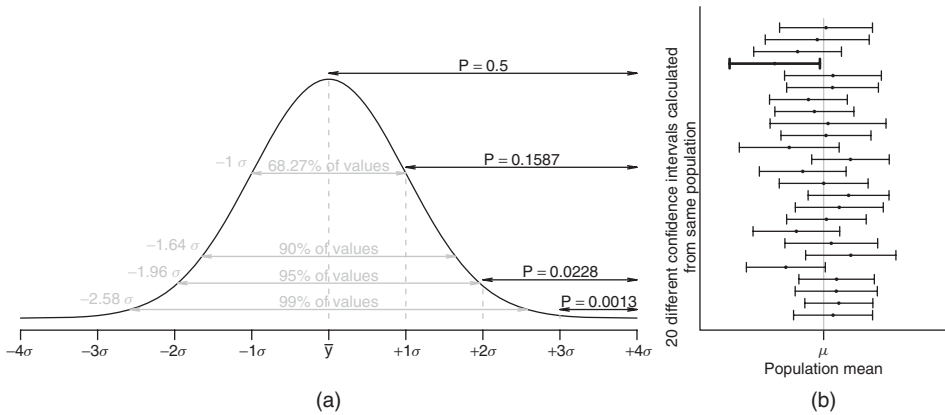 P = 0.5
−1 σ
68.27% of values
P = 0.1587
−1.64 σ
90% of values
−1.96 σ
95% of values
P = 0.0228
−2.58 σ
99% of values
P = 0.0013
−4σ −3σ −2σ −1σ y̅ +1σ +2σ +3σ +4σ
(a)
20 different confidence intervals calculated
from same population
μ
Population mean
(b)